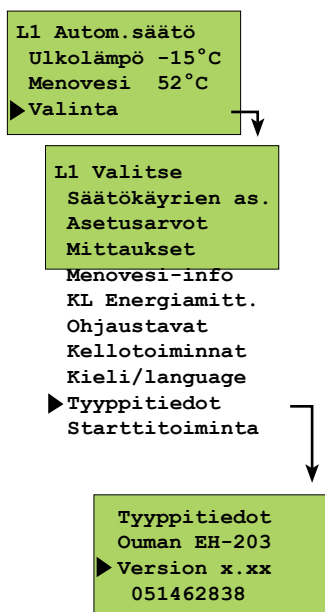 L1 Autom.säätö
Ulkolämpö -15°C
Menovesi 52°C
Valinta
L1 Valitse
Säätökäyrien as.
Asetusarvot
Mittaukset
Menovesi-info
KL Energiamitt.
Ohjaustavat
Kellotoiminnat
Kieli/language
Tyyppitiedot
Starttitoiminta
Tyyppitiedot
Ouman EH-203
Version x.xx
051462838